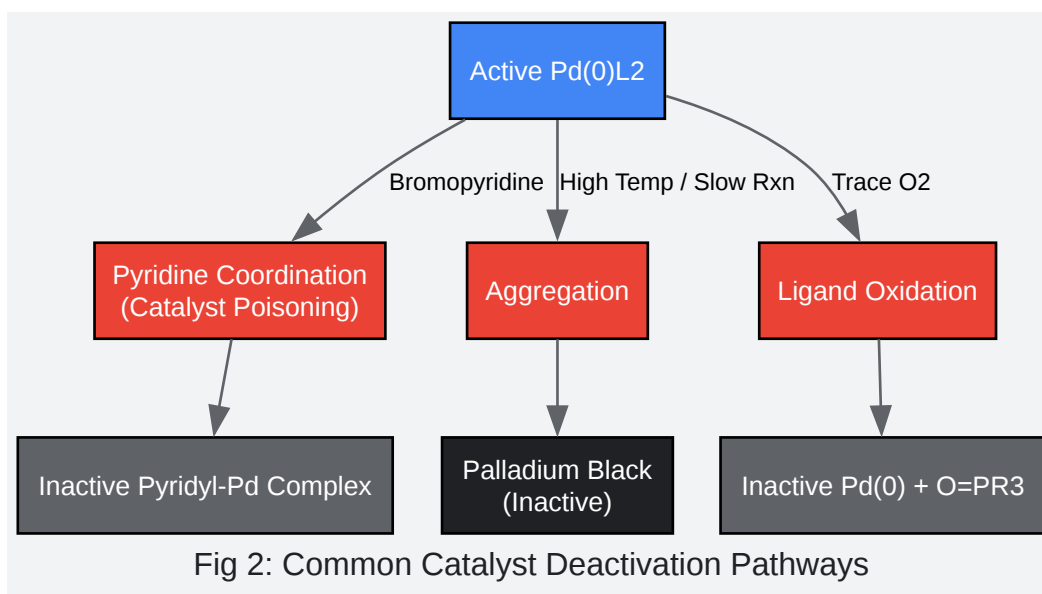 Active Pd(0)L2
Bromopyridine
High Temp / Slow Rxn
Trace O2
Pyridine Coordination
(Catalyst Poisoning)
Aggregation
Ligand Oxidation
Inactive Pyridyl-Pd Complex
Palladium Black
(Inactive)
Inactive Pd(0) + O=PR3
Fig 2: Common Catalyst Deactivation Pathways